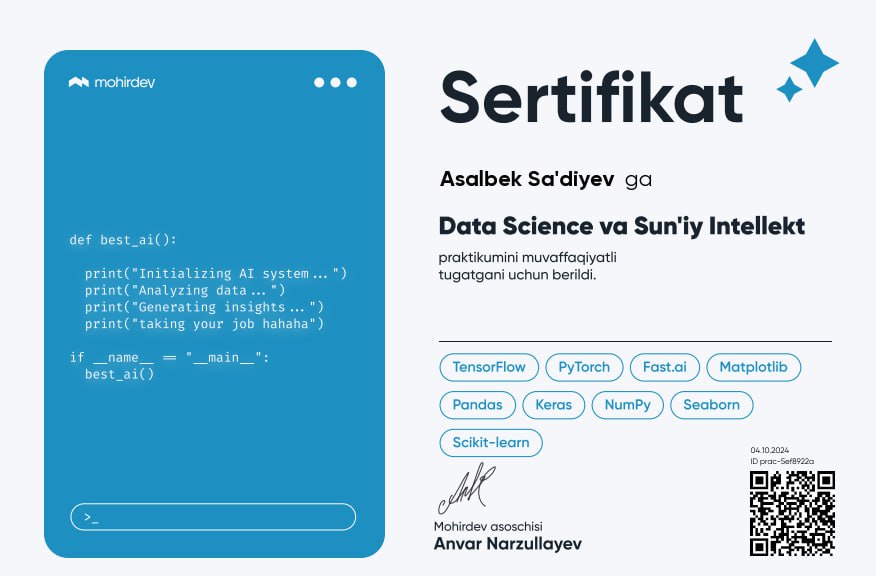 mohirdev
def best_ai():
print("Initializing AI system...")
print("Analyzing data...")
print("Generating insights...")
print("taking your job hahaha")
if __name__ == "__main__":
best_ai()
>_
Sertifikat
Asalbek Sa'diyev ga
Data Science va Sun'iy Intellekt
praktikumini muvaffaqiyatli
tugatgani uchun berildi.
TensorFlow PyTorch Fast.ai Matplotlib
Pandas Keras NumPy Seaborn
Scikit-learn
04.10.2024
ID prac-5ef8922a
Mohirdev asoschisi
Anvar Narzullayev